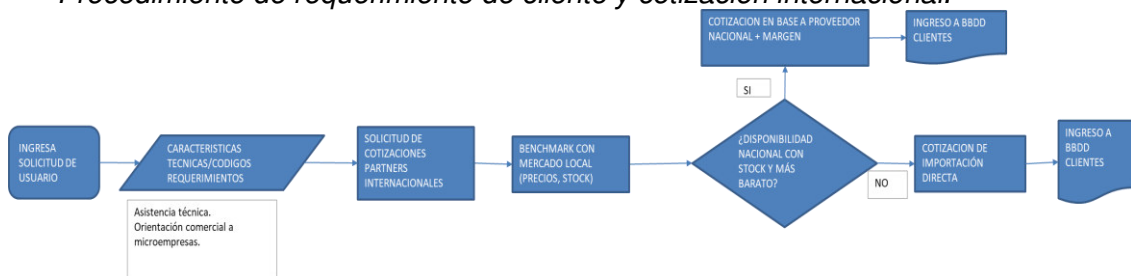 Procedimiento de requerimiento de cliente y cotización internacional.
COTIZACION EN BASE A PROVEEDOR
NACIONAL + MARGEN
INGRESO A BBDD
CLIENTES
SI
INGRESA
SOLICITUD DE
USUARIO
CARACTERISTICAS
TECNICAS/CODIGOS
REQUERIMIENTOS
SOLICITUD DE
COTIZACIONES
PARTNERS
INTERNACIONALES
BENCHMARK CON
MERCADO LOCAL
(PRECIOS, STOCK)
¿DISPONIBILIDAD
NACIONAL CON
STOCK Y MÁS
BARATO?
NO
COTIZACION DE
IMPORTACIÓN
DIRECTA
INGRESO A
BBDD
CLIENTES
Asistencia técnica.
Orientación comercial a
microempresas.